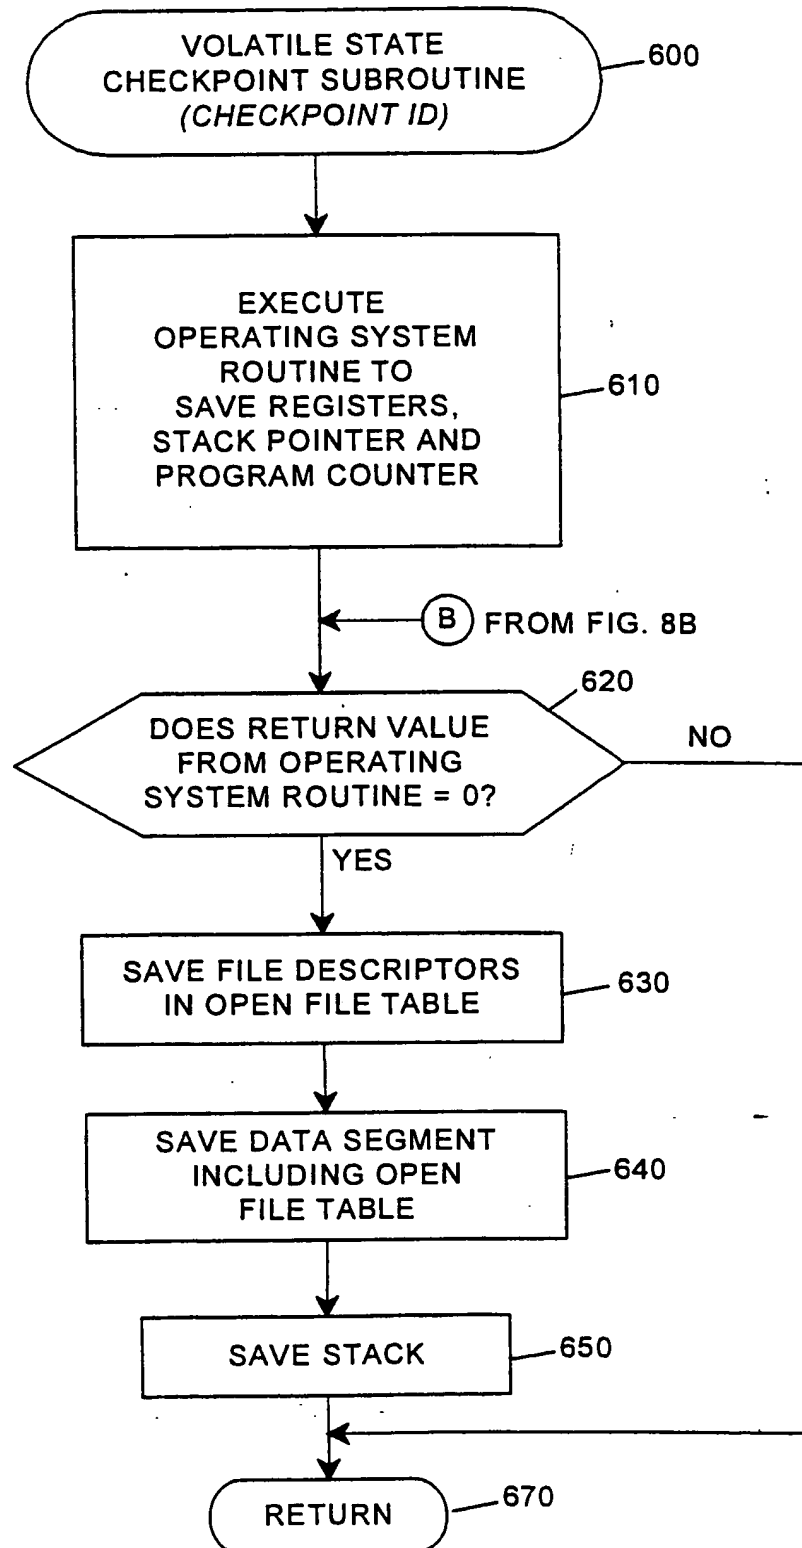 VOLATILE STATE
CHECKPOINT SUBROUTINE
(CHECKPOINT ID)
600
EXECUTE
OPERATING SYSTEM
ROUTINE TO
SAVE REGISTERS,
STACK POINTER AND
PROGRAM COUNTER
610
B FROM FIG. 8B
620
DOES RETURN VALUE
FROM OPERATING
SYSTEM ROUTINE = 0?
NO
YES
SAVE FILE DESCRIPTORS
IN OPEN FILE TABLE
630
SAVE DATA SEGMENT
INCLUDING OPEN
FILE TABLE
640
SAVE STACK
650
RETURN
670